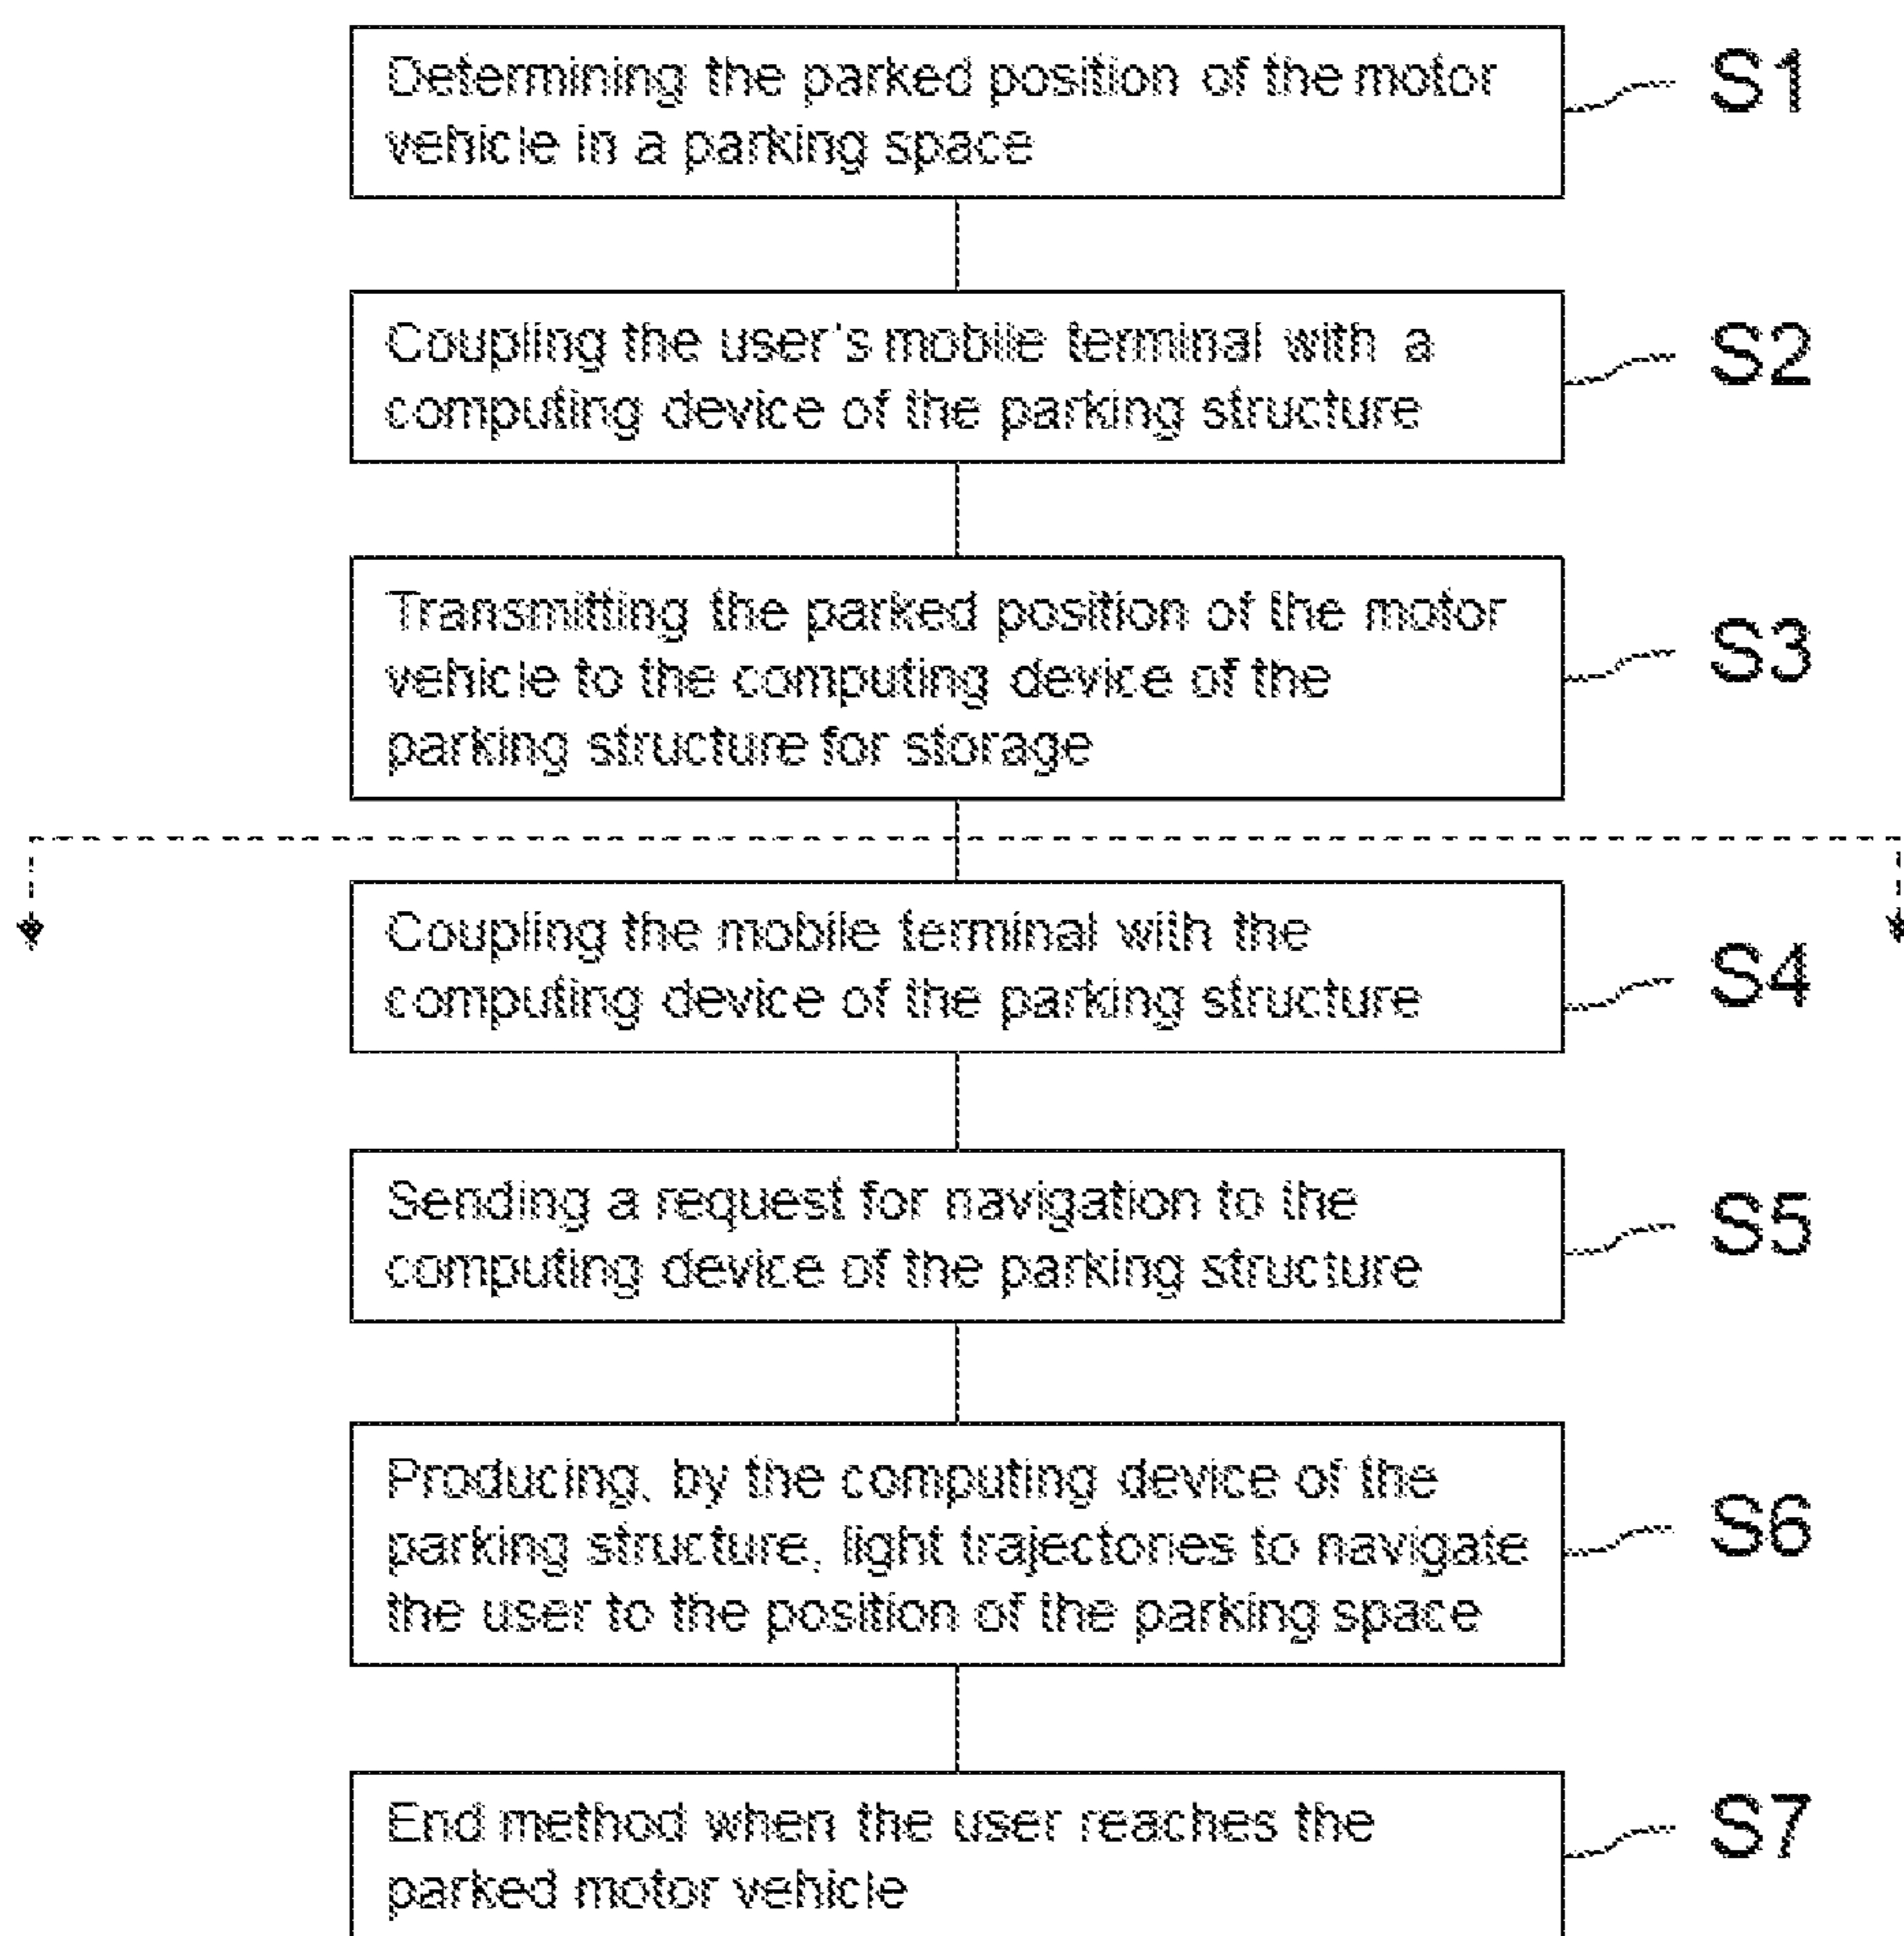 Determining the parked position of the motor
vehicle in a parking space
S1
Coupling the user's mobile terminal with a
computing device of the parking structure
S2
Transmitting the parked position of the motor
vehicle to the computing device of the
parking structure for storage
S3
Coupling the mobile terminal with the
computing device of the parking structure
S4
Sending a request for navigation to the
computing device of the parking structure
S5
Producing, by the computing device of the
parking structure, light trajectories to navigate
the user to the position of the parking space
S6
End method when the user reaches the
parked motor vehicle
S7